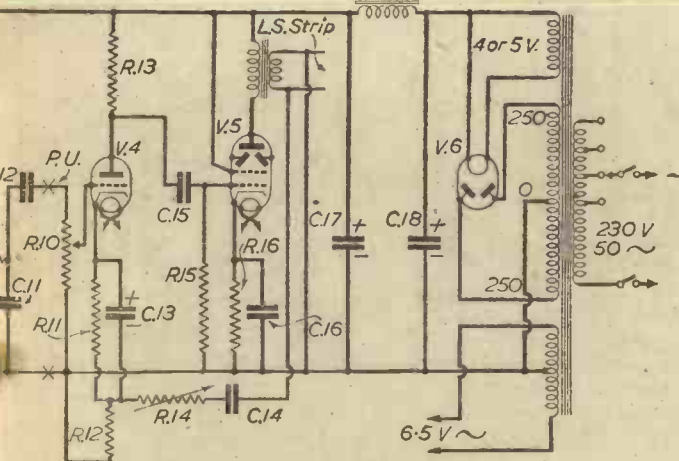 L.S. Strip
4 or 5 V.
R.13
V.4
V.5
250
V.6
12
P.U.
C.15
0
R.10
R.16
C.17
+
-
C.18
+
-
230 V
50 ~
C.11
R.15
250
R.11
+
C.13
-
C.16
R.12
R.14
C.14
6·5 V ~